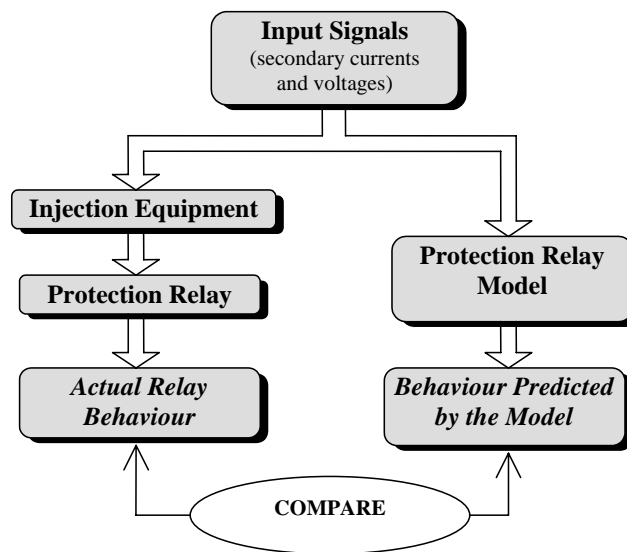 Input Signals
(secondary currents
and voltages)
Injection Equipment
Protection Relay
Actual Relay
Behaviour
Protection Relay
Model
Behaviour Predicted
by the Model
COMPARE